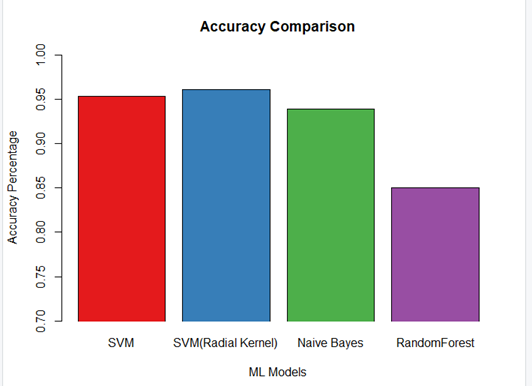 Accuracy Comparison
Accuracy Percentage
1.00
0.95
0.90
0.85
0.80
0.75
0.70
SVM
SVM(Radial Kernel)
Naive Bayes
RandomForest
ML Models